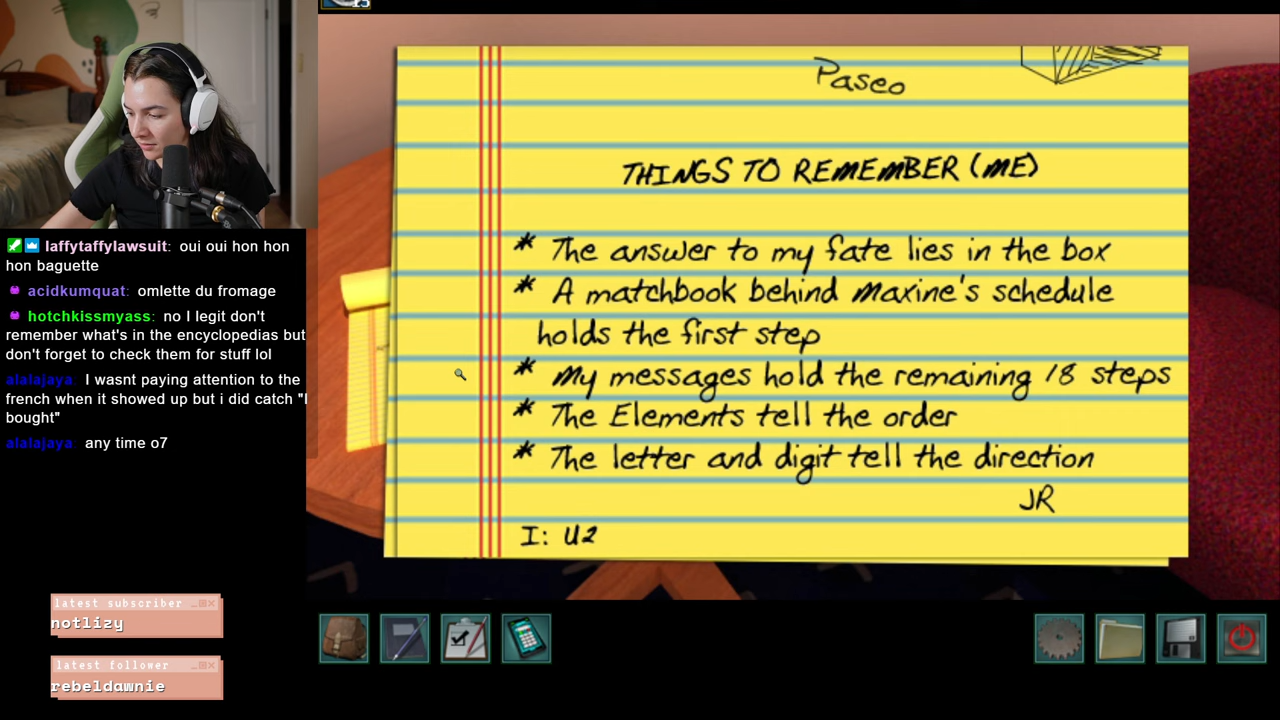 15
laffytaffylawsuit: oui oui hon hon
hon baguette
acidkumquat: omlette du fromage
hotchkissmyass: no I legit don't
remember what's in the encyclopedias but
don't forget to check them for stuff lol
alalajaya: I wasnt paying attention to the
french when it showed up but i did catch "I
bought"
alalajaya: any time o7
latest subscriber
notlizy
latest follower
rebeldawnie
Paseo
THINGS TO REMEMBER (ME)
* The answer to my fate lies in the box
* A matchbook behind Maxine's schedule
holds the first step
* My messages hold the remaining 18 steps
* The Elements tell the order
* The letter and digit tell the direction
JR
I: U2